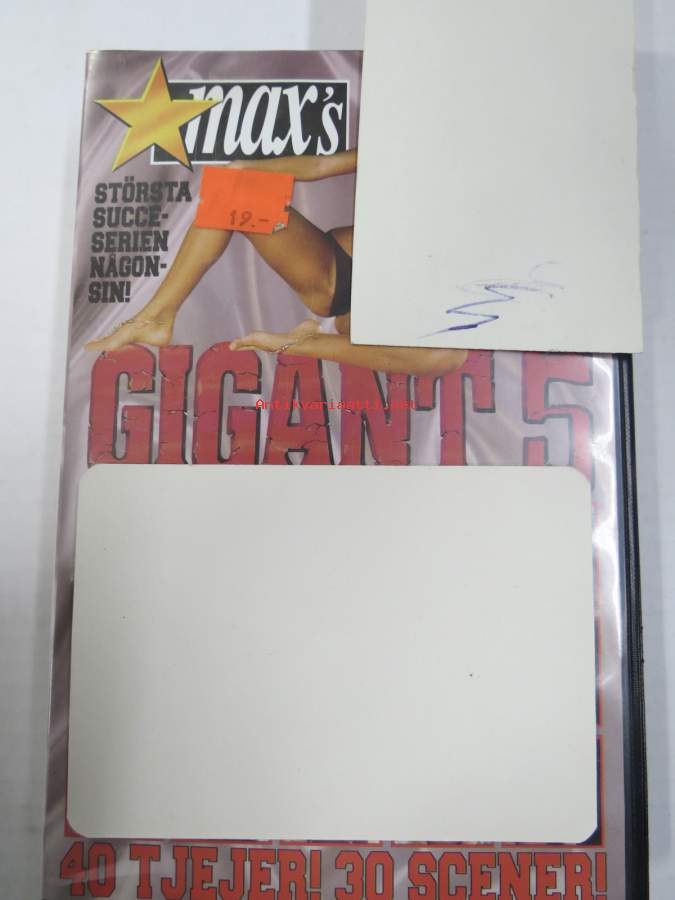 max's
STÖRSTA
SUCCE-
SERIEN
NÅGON-
SIN!
19.-
GIGANT 5
Antikvariaatti.net
40 TJEJER! 30 SCENER!